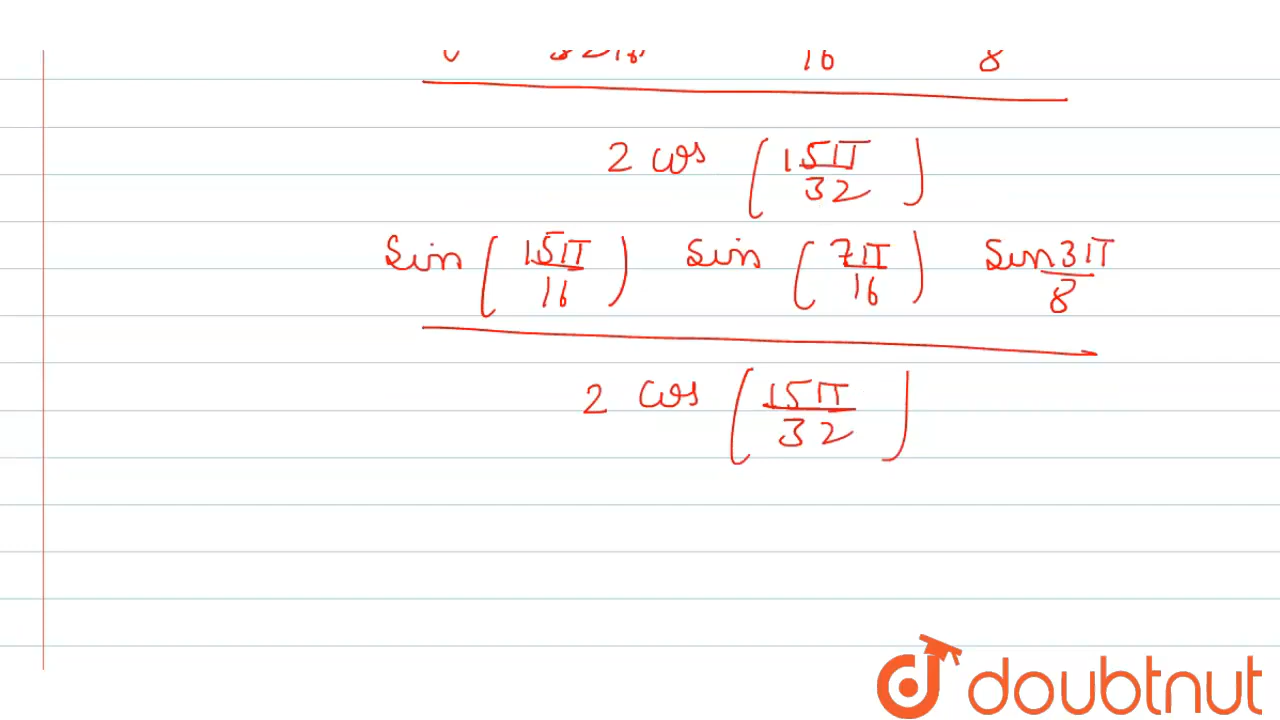 16 8
2 cos (15π/32)
Sin (15π/16) Sin (7π/16) Sin 3π/8
2 cos (15π/32)
doubtnut